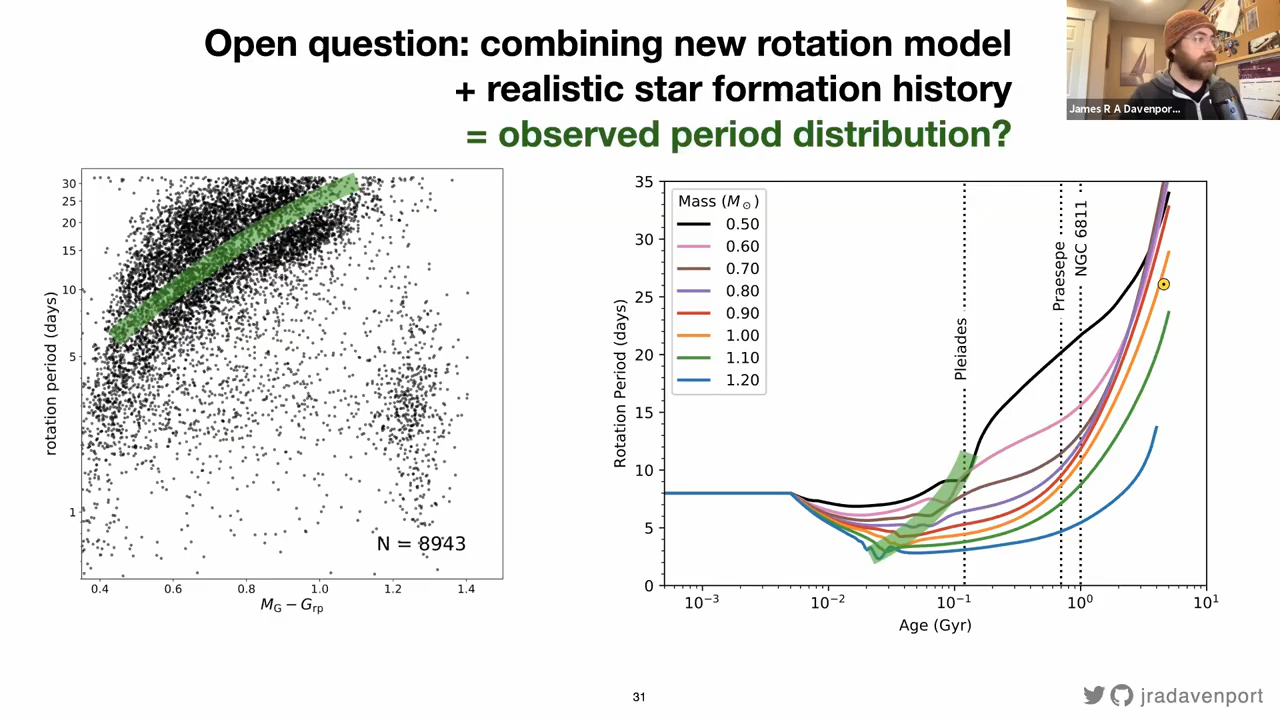 Open question: combining new rotation model
+ realistic star formation history
= observed period distribution?
James R A Davenpor...
rotation period (days)
30
25
20
15
10
5
1
N = 8943
0.4 0.6 0.8 1.0 1.2 1.4
M_G − G_rp
Rotation Period (days)
35
30
25
20
15
10
5
0
Mass (M_⊙)
0.50
0.60
0.70
0.80
0.90
1.00
1.10
1.20
Pleiades
Praesepe
NGC 6811
10⁻³ 10⁻² 10⁻¹ 10⁰ 10¹
Age (Gyr)
31
jradavenport